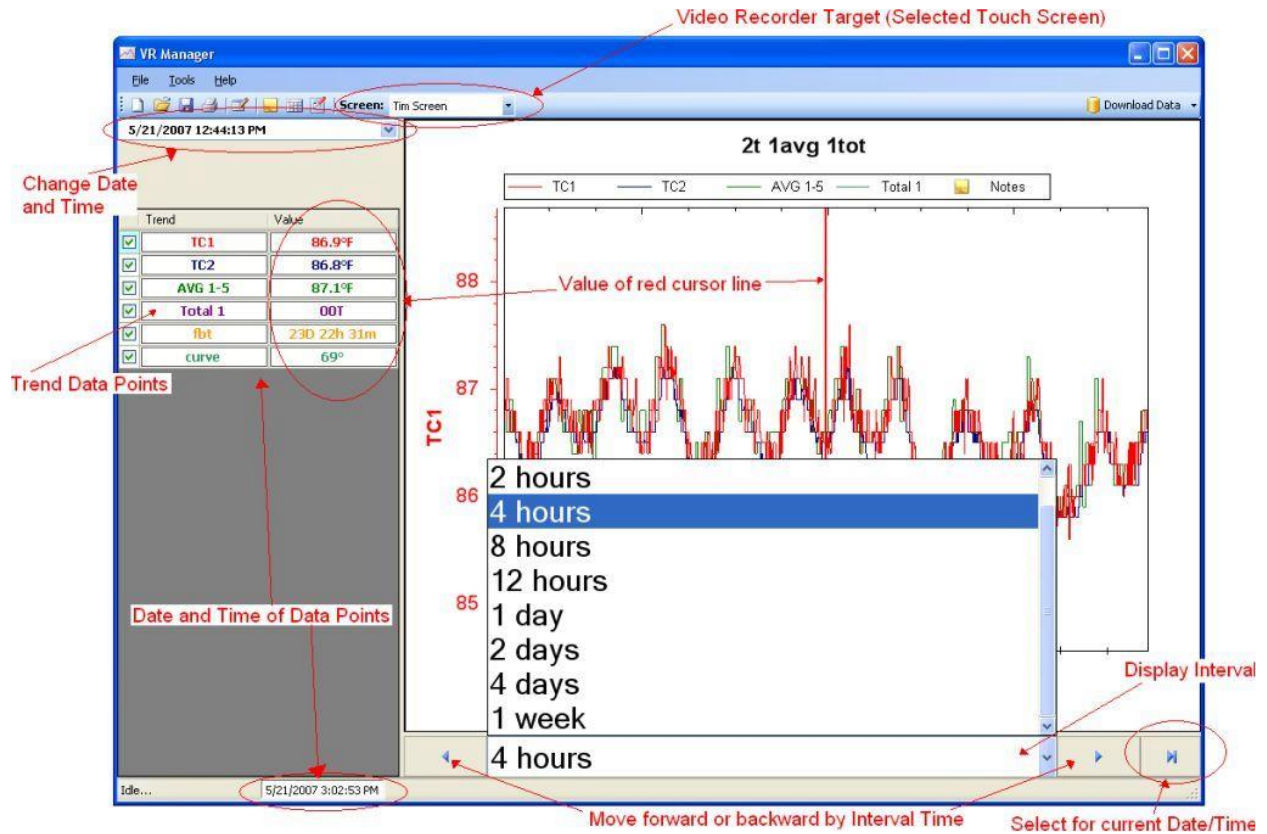 Video Recorder Target (Selected Touch Screen)
VR Manager
File Tools Help
Screen: Tim Screen
Download Data
5/21/2007 12:44:13 PM
Change Date
and Time
Trend Value
TC1 86.9°F
TC2 86.8°F
AVG 1-5 87.1°F
Total 1 00T
fbt 23D 22h 31m
curve 69°
Trend Data Points
Date and Time of Data Points
2t 1avg 1tot
TC1 TC2 AVG 1-5 Total 1 Notes
Value of red cursor line
88
87
86
85
TC1
2 hours
4 hours
8 hours
12 hours
1 day
2 days
4 days
1 week
4 hours
Display Interval
Idle...
5/21/2007 3:02:53 PM
Move forward or backward by Interval Time
Select for current Date/Time